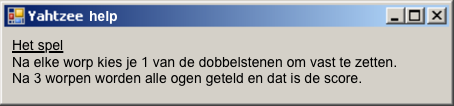 Yahtzee help
Het spel
Na elke worp kies je 1 van de dobbelstenen om vast te zetten.
Na 3 worpen worden alle ogen geteld en dat is de score.